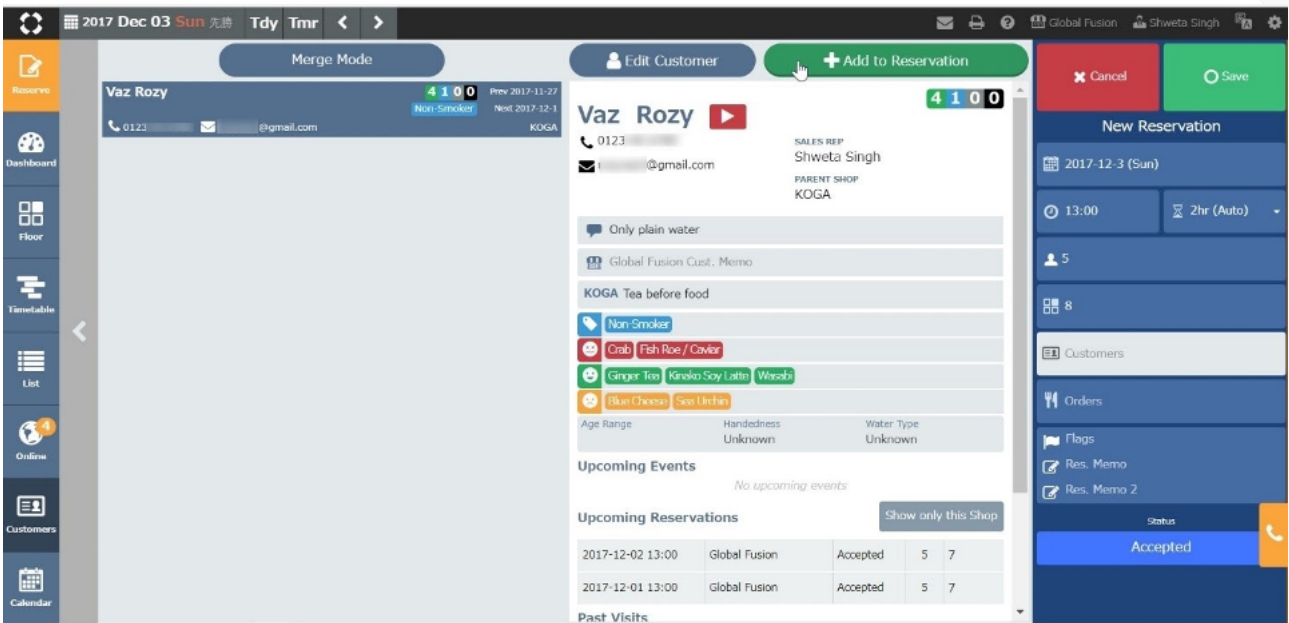 2017 Dec 03 Sun 先勝 Tdy Tmr
Global Fusion Shweta Singh
Reserve
Dashboard
Floor
Timetable
List
4
Online
Customers
Calendar
Merge Mode
Vaz Rozy 4 1 0 0 Prev 2017-11-27
Non-Smoker Next 2017-12-1
0123 @gmail.com KOGA
Edit Customer
Add to Reservation
Vaz Rozy 4 1 0 0
0123
@gmail.com
SALES REP
Shweta Singh
PARENT SHOP
KOGA
Only plain water
Global Fusion Cust. Memo
KOGA Tea before food
Non-Smoker
Crab Fish Roe / Caviar
Ginger Tea Kinako Soy Latte Wasabi
Blue Cheese Sea Urchin
Age Range Handedness Water Type
Unknown Unknown
Upcoming Events
No upcoming events
Upcoming Reservations Show only this Shop
2017-12-02 13:00 Global Fusion Accepted 5 7
2017-12-01 13:00 Global Fusion Accepted 5 7
Past Visits
Cancel
Save
New Reservation
2017-12-3 (Sun)
13:00 2hr (Auto)
5
8
Customers
Orders
Flags
Res. Memo
Res. Memo 2
Status
Accepted